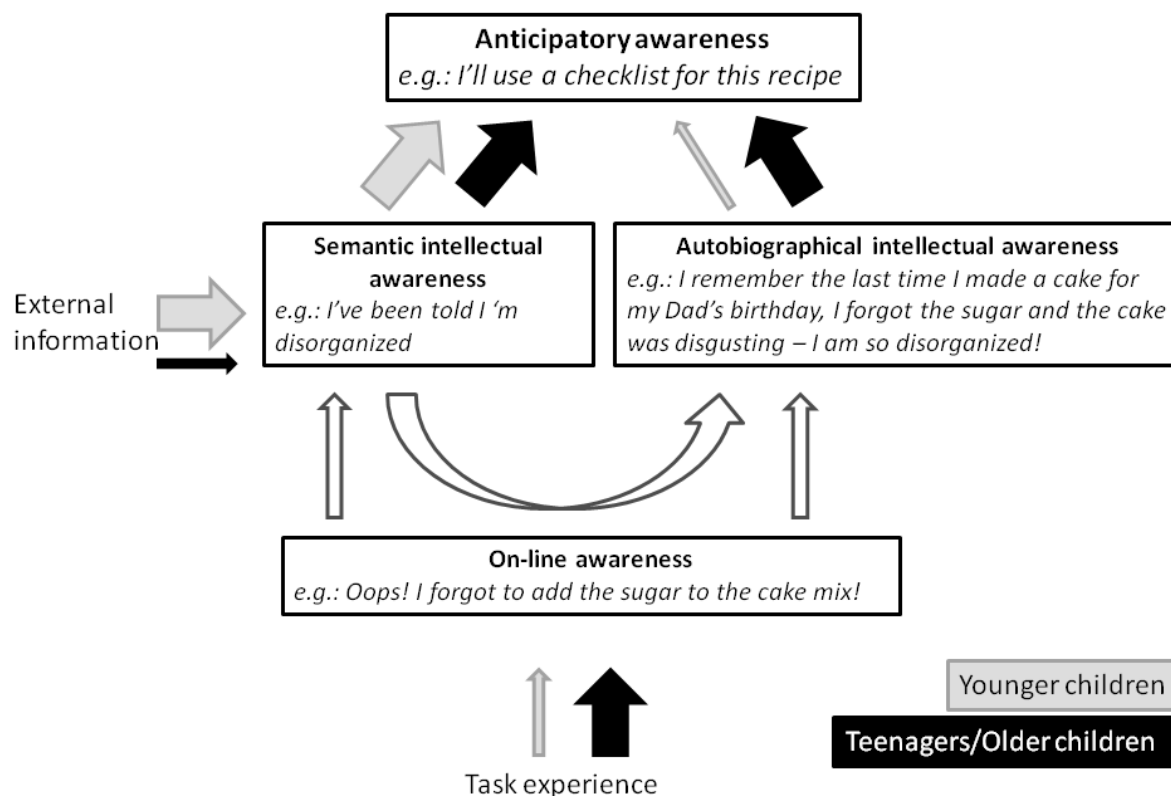 Anticipatory awareness
e.g.: I'll use a checklist for this recipe
Semantic intellectual
awareness
e.g.: I've been told I 'm
disorganized
Autobiographical intellectual awareness
e.g.: I remember the last time I made a cake for
my Dad's birthday, I forgot the sugar and the cake
was disgusting – I am so disorganized!
External
information
On-line awareness
e.g.: Oops! I forgot to add the sugar to the cake mix!
Task experience
Younger children
Teenagers/Older children